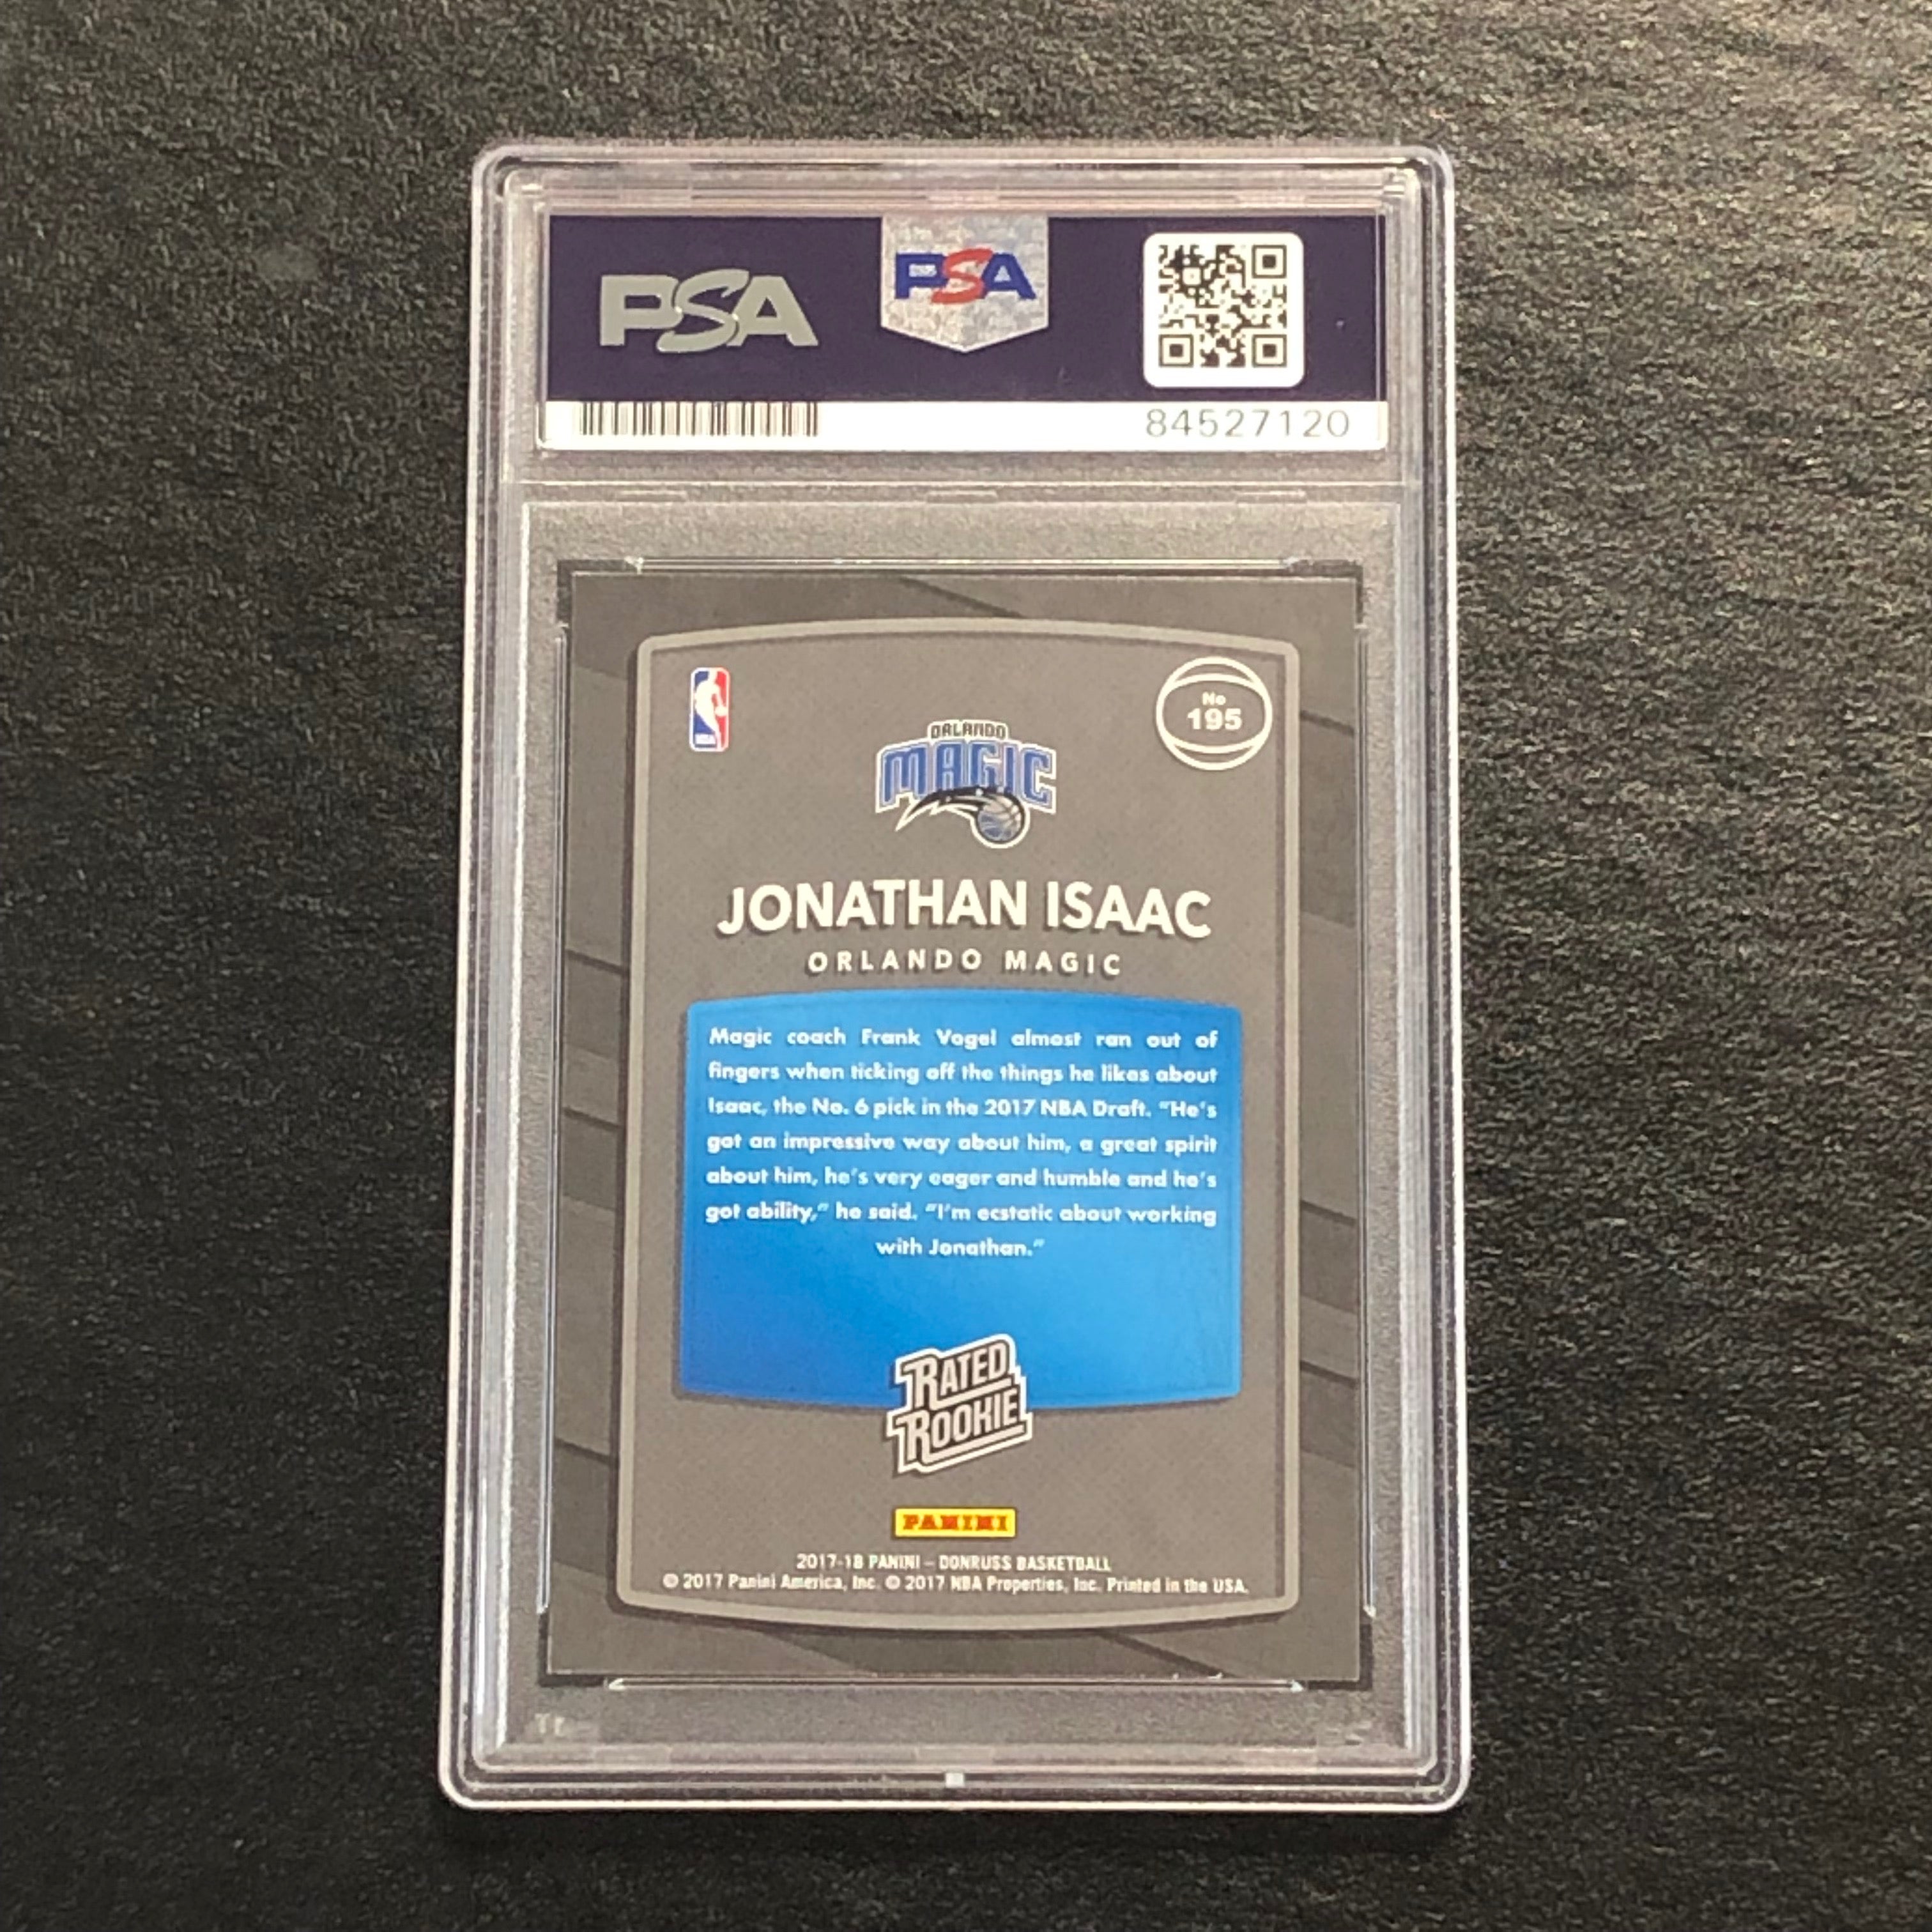 PSA
PSA
84527120
NBA
No
195
ORLANDO
MAGIC
JONATHAN ISAAC
ORLANDO MAGIC
Magic coach Frank Vogel almost ran out of
fingers when ticking off the things he likes about
Isaac, the No. 6 pick in the 2017 NBA Draft. "He's
got an impressive way about him, a great spirit
about him, he's very eager and humble and he's
got ability," he said. "I'm ecstatic about working
with Jonathan."
RATED
ROOKIE
PANINI
2017-18 PANINI – DONRUSS BASKETBALL
© 2017 Panini America, Inc. © 2017 NBA Properties, Inc. Printed in the USA.